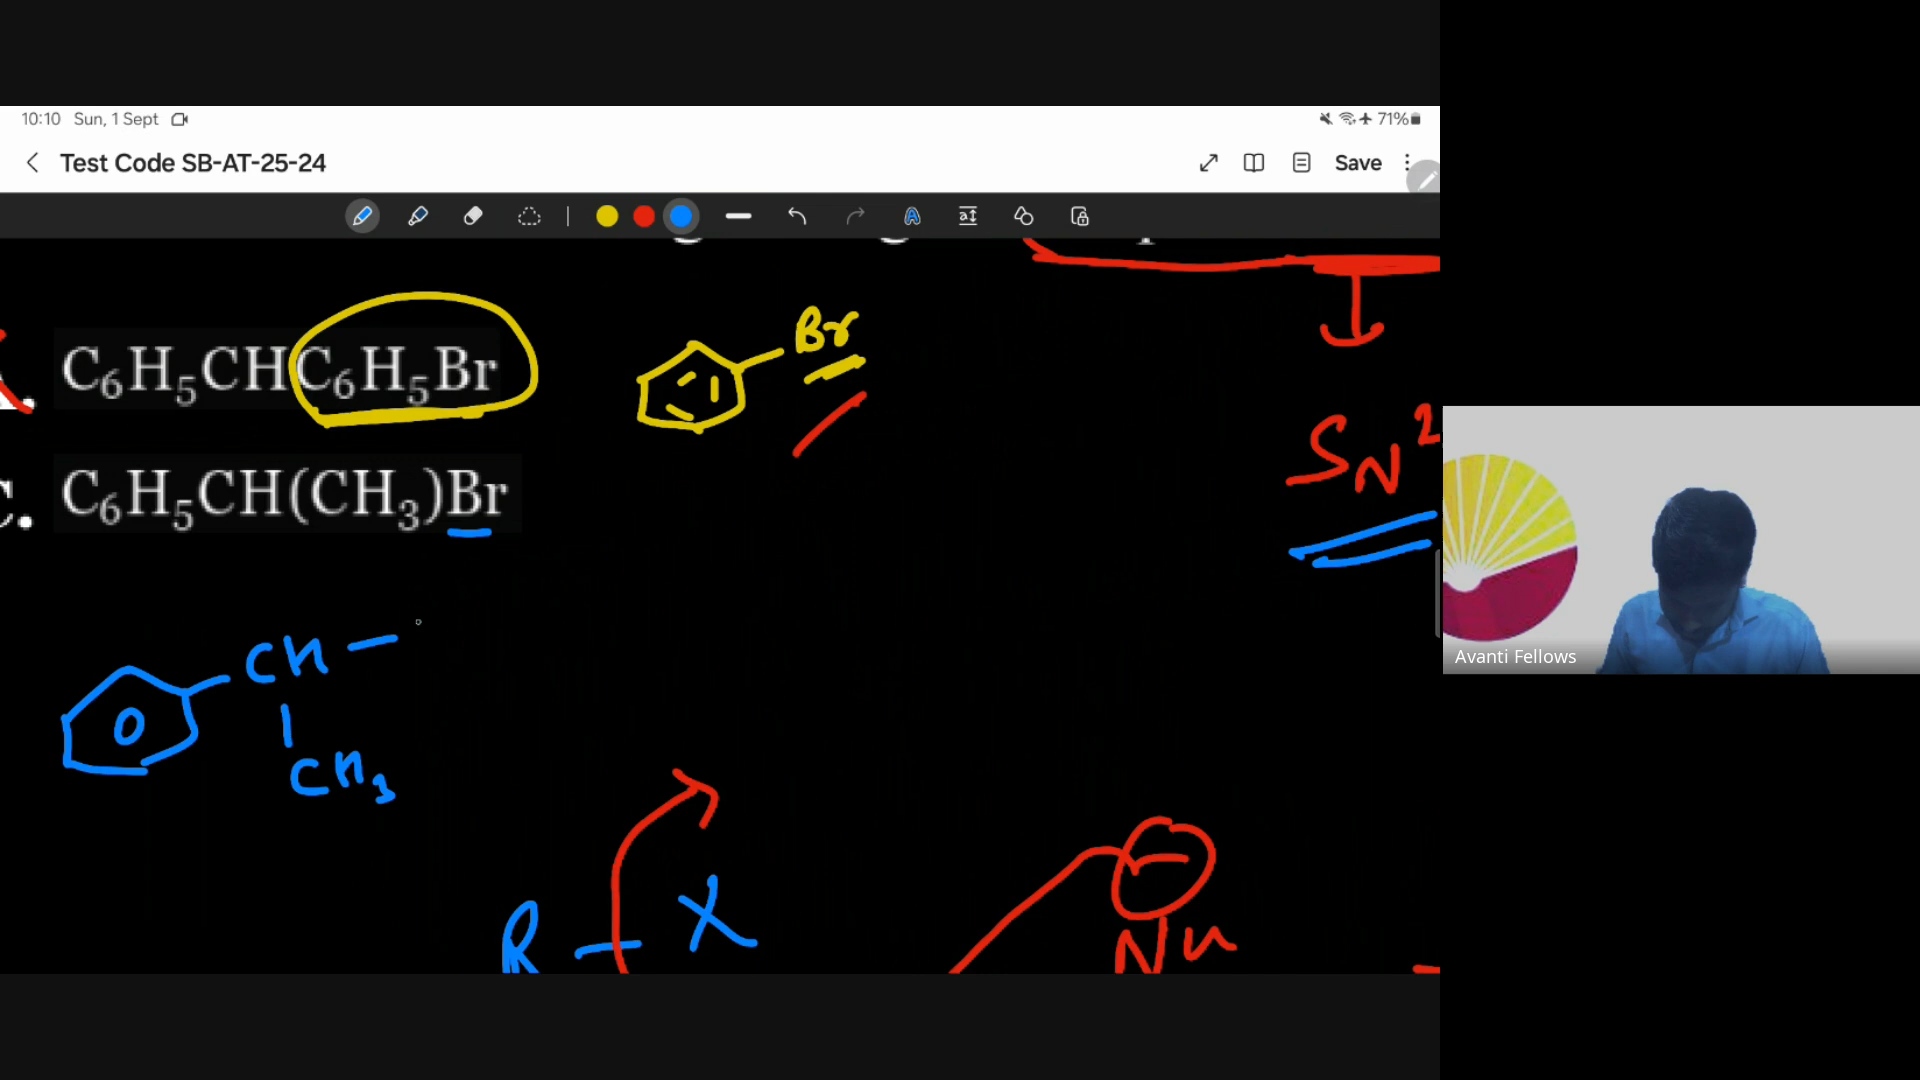 10:10 Sun, 1 Sept 71%
Test Code SB-AT-25-24 Save
C₆H₅CHC₆H₅Br
Br
C. C₆H₅CH(CH₃)Br
SN²
CH —
CH₃
R — X
Nu
Avanti Fellows